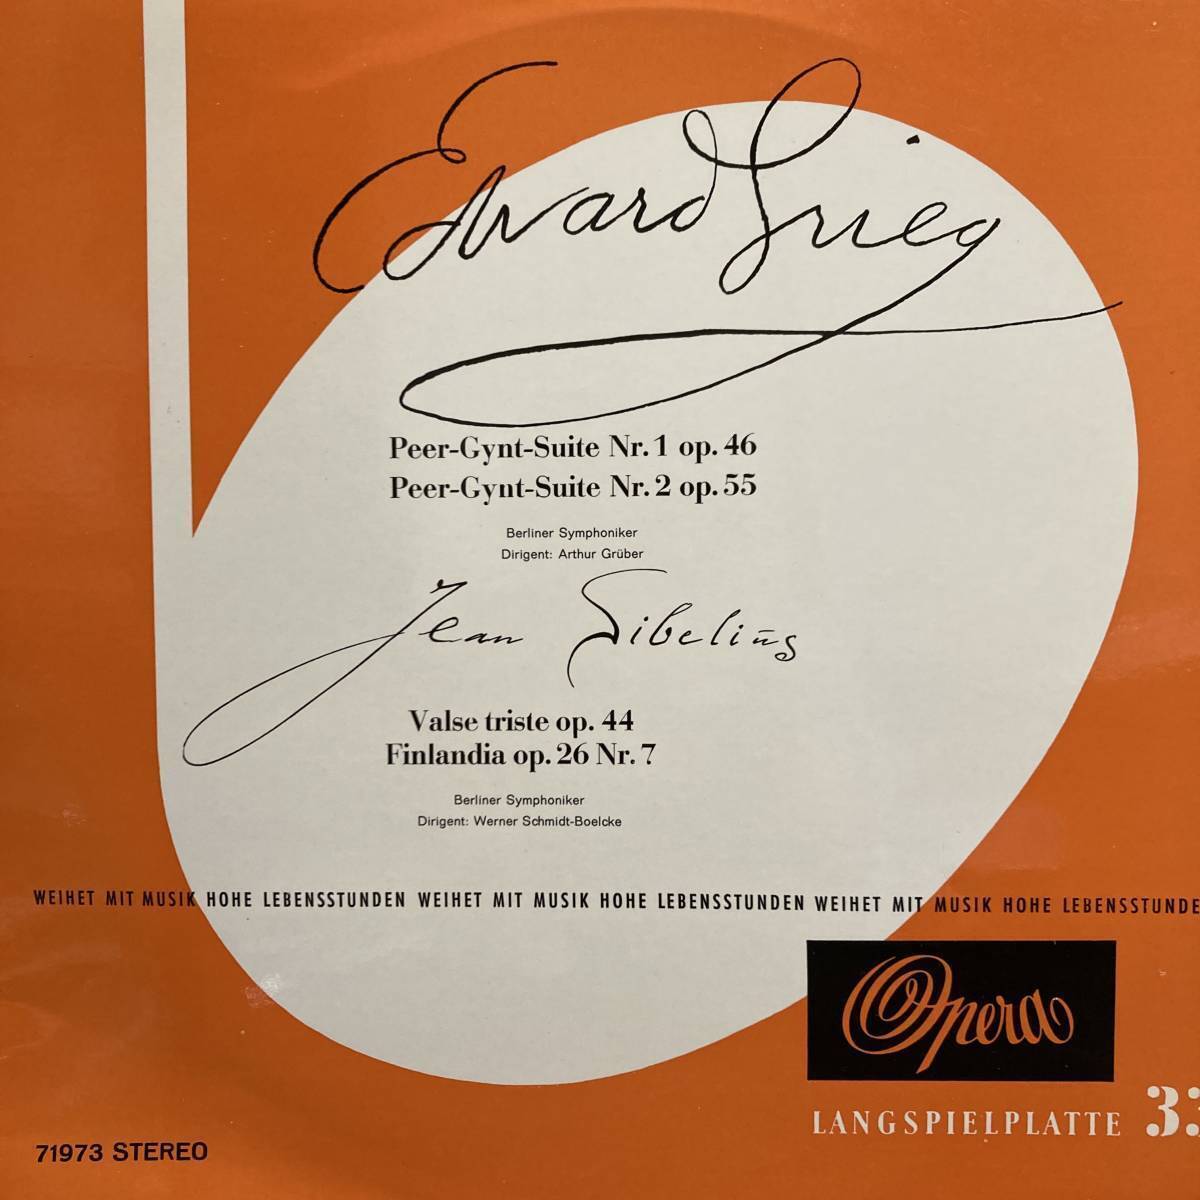 Edvard Grieg
Peer-Gynt-Suite Nr. 1 op. 46
Peer-Gynt-Suite Nr. 2 op. 55
Berliner Symphoniker
Dirigent: Arthur Grüber
Jean Sibelius
Valse triste op. 44
Finlandia op. 26 Nr. 7
Berliner Symphoniker
Dirigent: Werner Schmidt-Boelcke
WEIHET MIT MUSIK HOHE LEBENSSTUNDEN WEIHET MIT MUSIK HOHE LEBENSSTUNDEN WEIHET MIT MUSIK HOHE LEBENSSTUNDE
Opera
LANGSPIELPLATTE 33
71973 STEREO